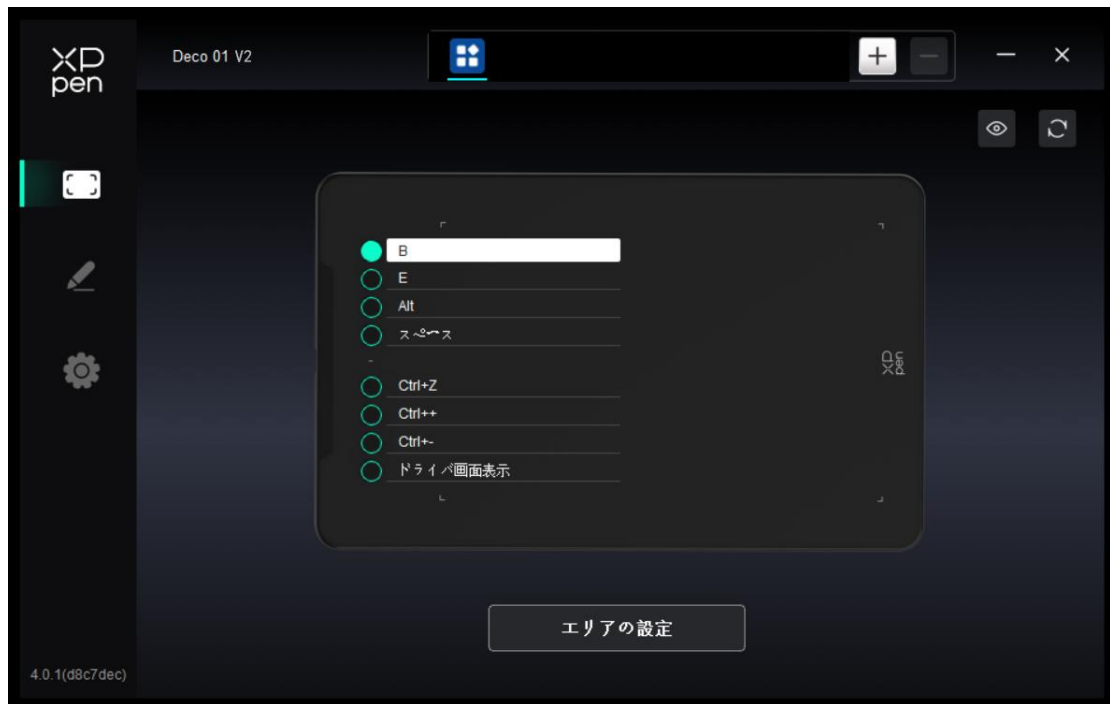 XP
pen
Deco 01 V2
B
E
Alt
スペース
-
Ctrl+Z
Ctrl++
Ctrl+-
ドライバ画面表示
XP
pen
エリアの設定
4.0.1(d8c7dec)